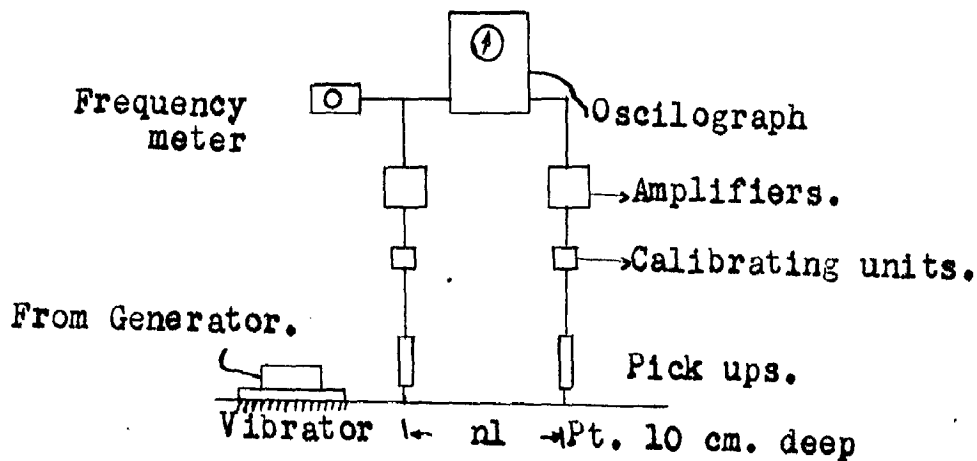 Frequency
meter
Oscilograph
Amplifiers.
Calibrating units.
From Generator.
Pick ups.
Vibrator nl Pt. 10 cm. deep